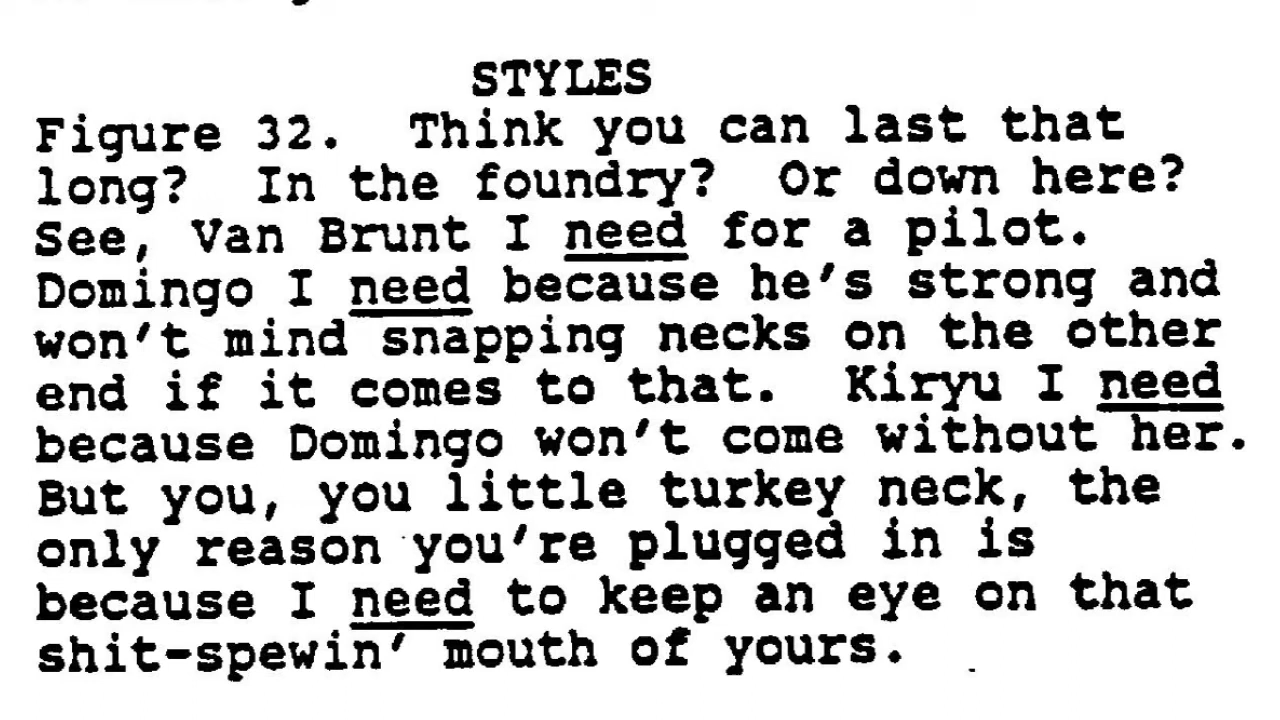 STYLES
Figure 32.  Think you can last that
long?  In the foundry?  Or down here?
See, Van Brunt I need for a pilot.
Domingo I need because he's strong and
won't mind snapping necks on the other
end if it comes to that.  Kiryu I need
because Domingo won't come without her.
But you, you little turkey neck, the
only reason you're plugged in is
because I need to keep an eye on that
shit-spewin' mouth of yours.